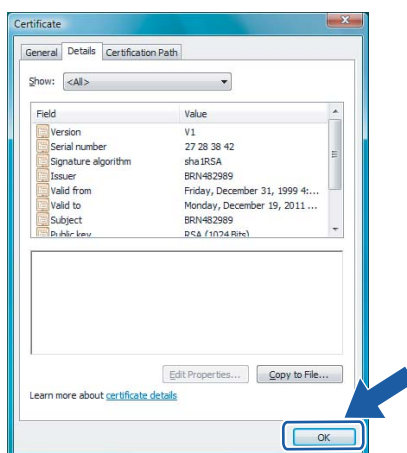 Certificate
General Details Certification Path
Show: <All>
Field Value
Version V1
Serial number 27 28 38 42
Signature algorithm sha1RSA
Issuer BRN482989
Valid from Friday, December 31, 1999 4:...
Valid to Monday, December 19, 2011 ...
Subject BRN482989
Public key RSA (1024 Bits)
Edit Properties... Copy to File...
Learn more about certificate details
OK